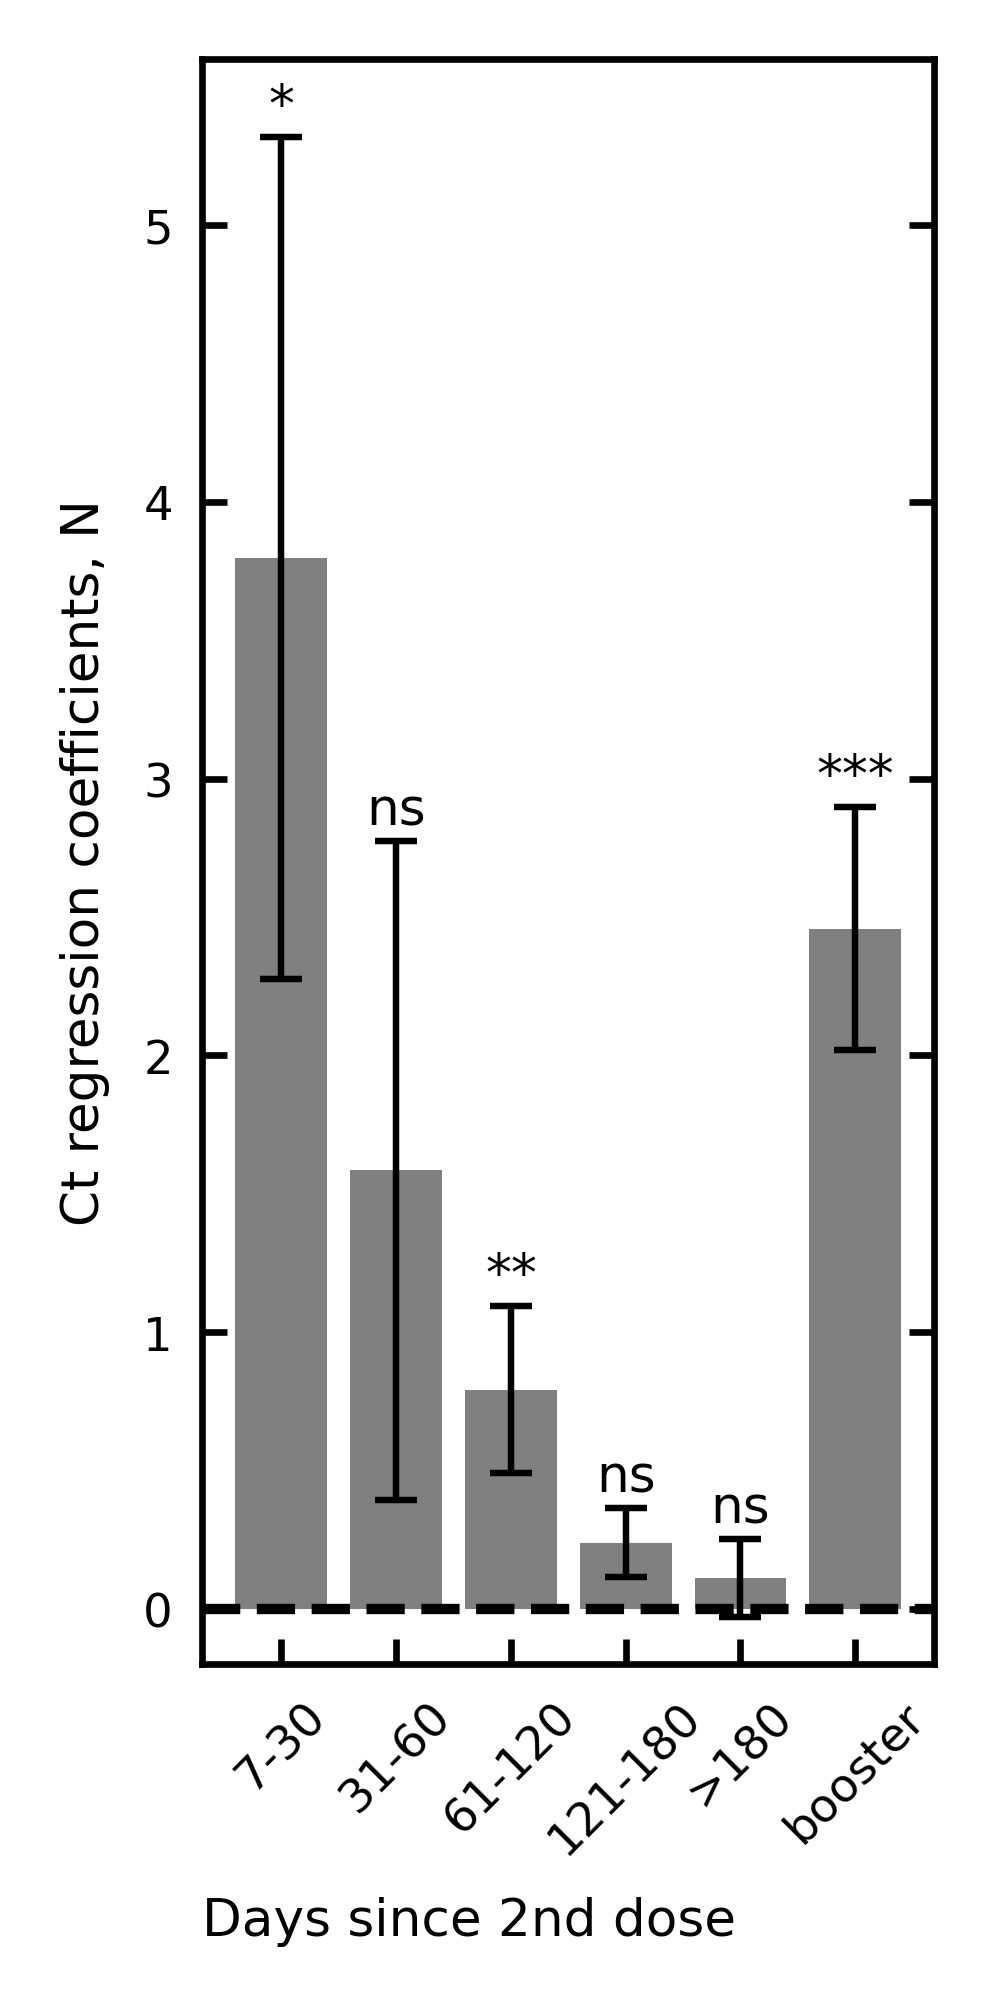 *
ns
**
ns
ns
***
5
4
3
2
1
0
Ct regression coefficients, N
7-30
31-60
61-120
121-180
>180
booster
Days since 2nd dose